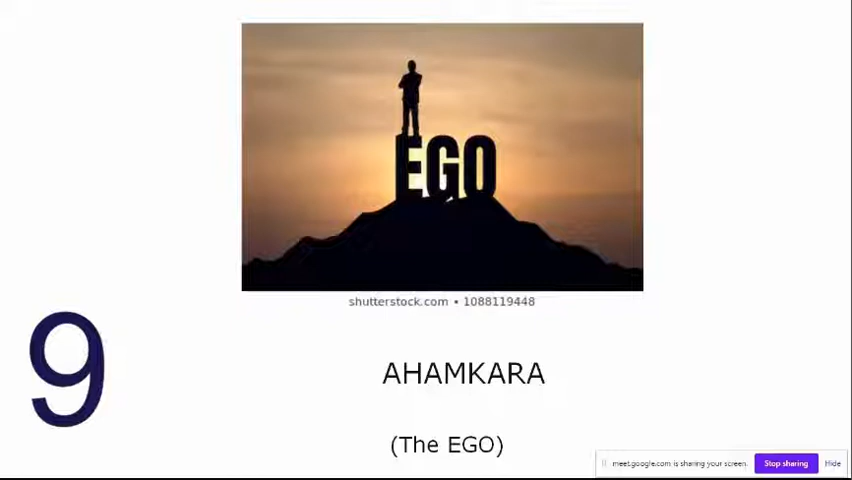 EGO
shutterstock.com • 1088119448
9
AHAMKARA
(The EGO)
meet.google.com is sharing your screen.
Stop sharing
Hide